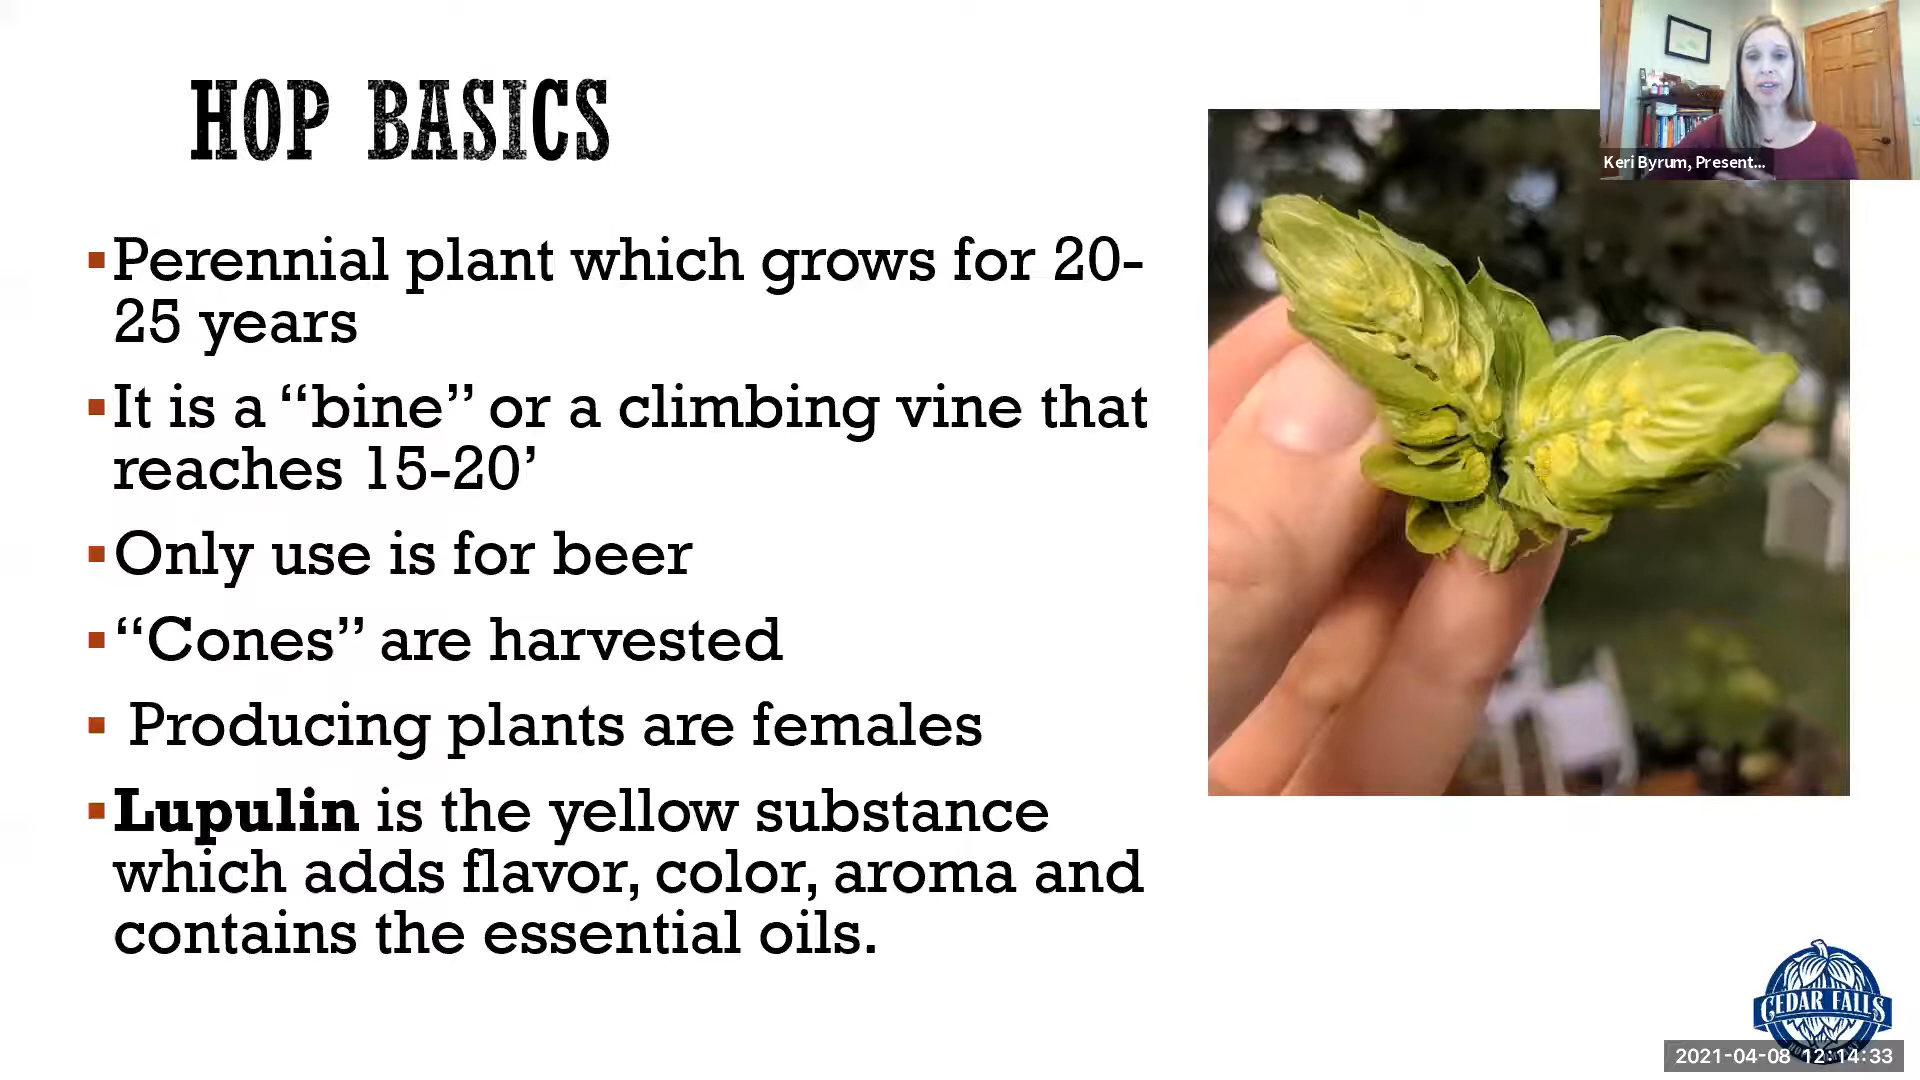 HOP BASICS
Keri Byrum, Present...
▪Perennial plant which grows for 20-
25 years
▪It is a “bine” or a climbing vine that
reaches 15-20’
▪Only use is for beer
▪“Cones” are harvested
▪ Producing plants are females
▪Lupulin is the yellow substance
which adds flavor, color, aroma and
contains the essential oils.
CEDAR FALLS
2021-04-08 12:14:33